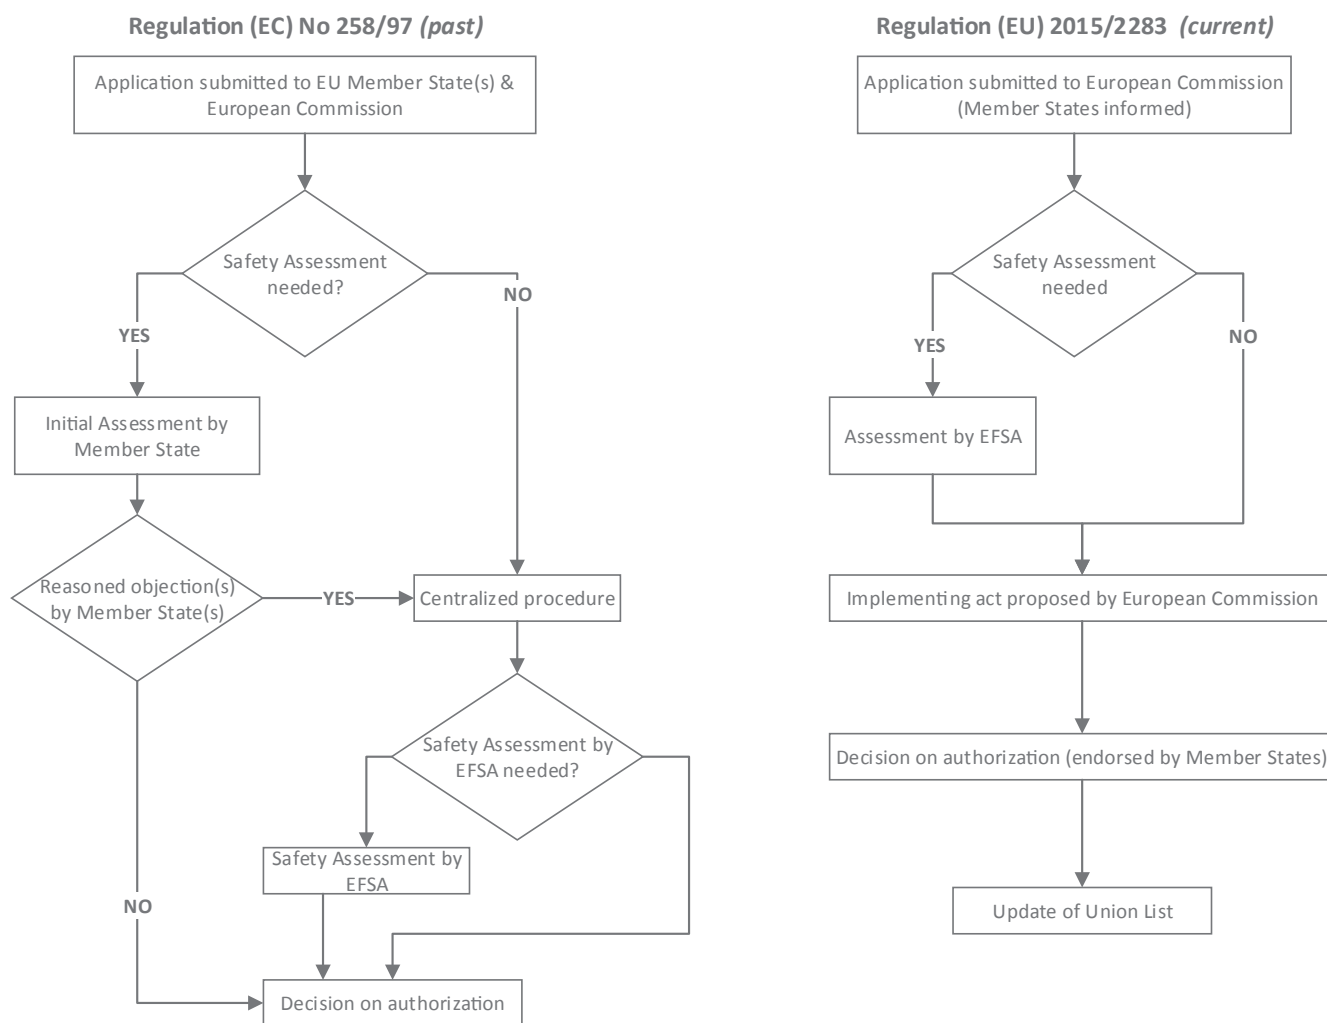 Regulation (EC) No 258/97 (past)
Application submitted to EU Member State(s) &
European Commission
Safety Assessment
needed?
YES
NO
Initial Assessment by
Member State
Reasoned objection(s)
by Member State(s)
YES
Centralized procedure
Safety Assessment by
EFSA needed?
Safety Assessment by
EFSA
NO
Decision on authorization
Regulation (EU) 2015/2283 (current)
Application submitted to European Commission
(Member States informed)
Safety Assessment
needed
YES
NO
Assessment by EFSA
Implementing act proposed by European Commission
Decision on authorization (endorsed by Member States)
Update of Union List